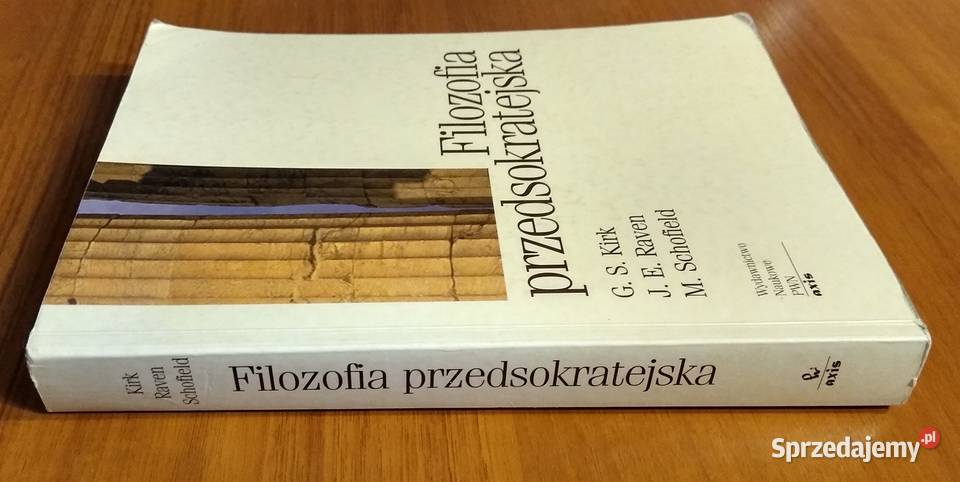 Filozofia
przedsokratejska
G. S. Kirk
J. E. Raven
M. Schofield
Wydawnictwo
Naukowe
PWN
axis
Kirk
Raven
Schofield
Filozofia przedsokratejska
axis
Sprzedajemy.pl